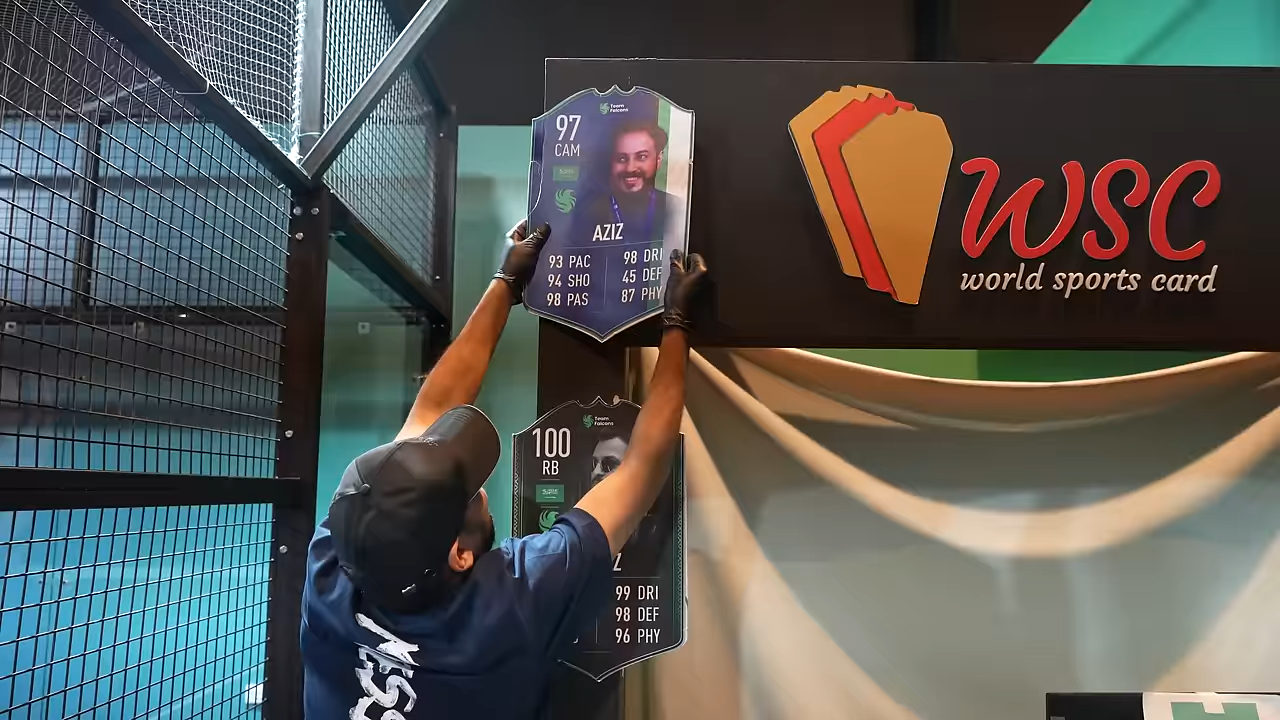 Team
Falcons
97
CAM
AZIZ
93 PAC
98 DRI
94 SHO
45 DEF
98 PAS
87 PHY
WSC
world sports card
Team
Falcons
100
RB
99 DRI
98 DEF
96 PHY